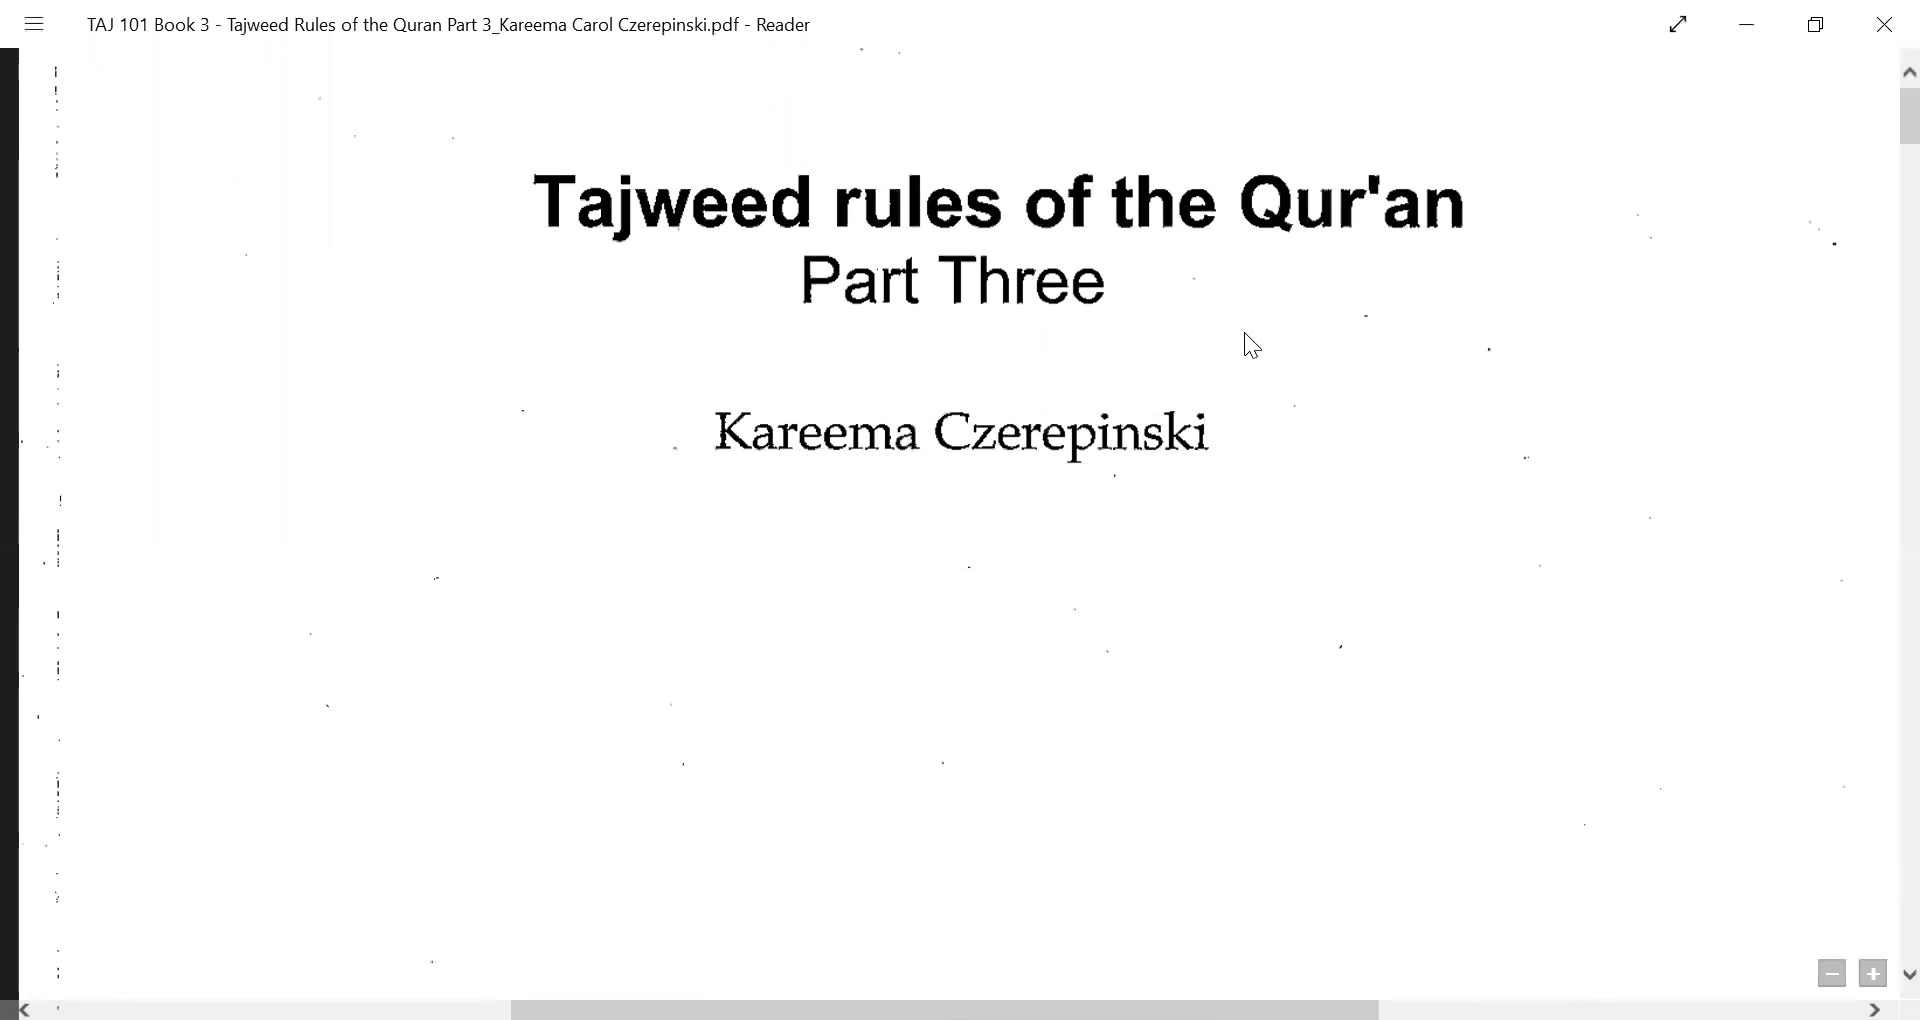 TAJ 101 Book 3 - Tajweed Rules of the Quran Part 3_Kareema Carol Czerepinski.pdf - Reader
Tajweed rules of the Qur'an
Part Three
Kareema Czerepinski